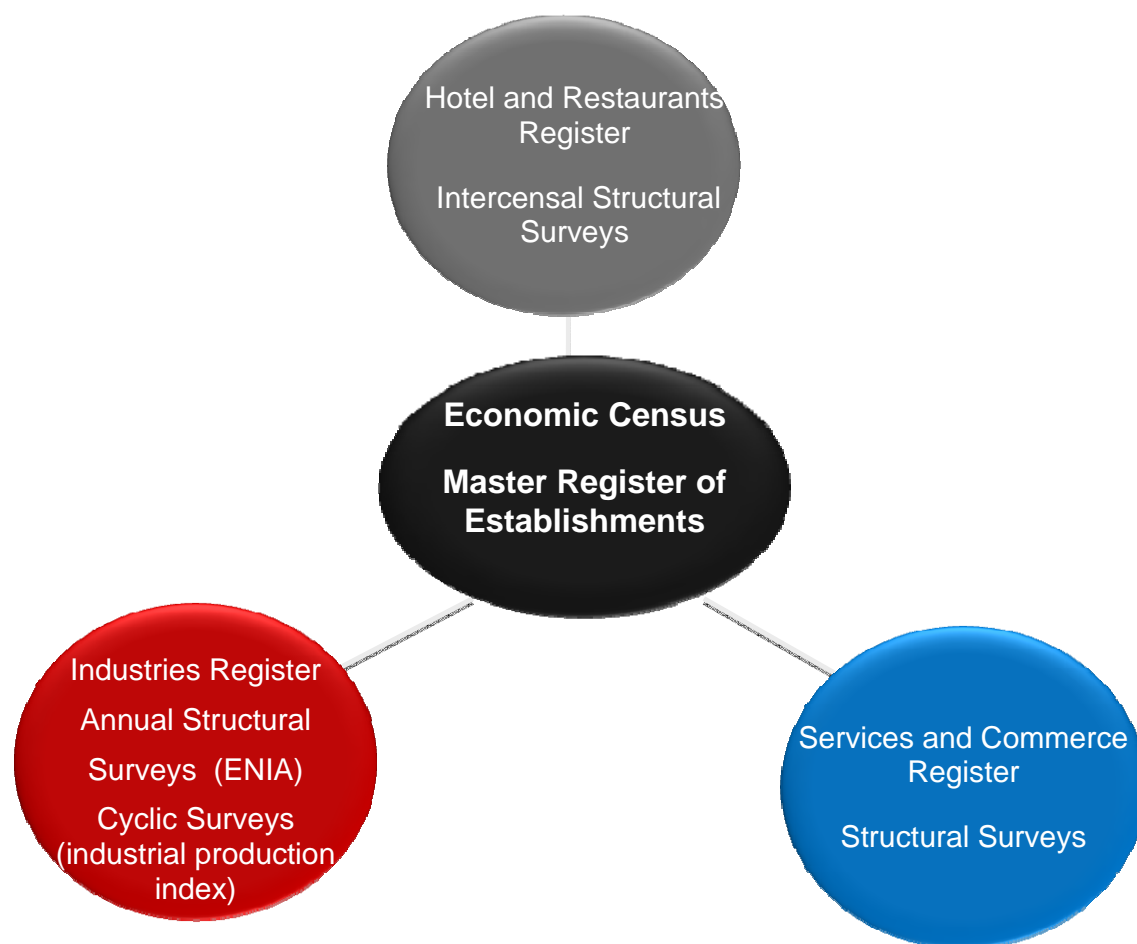 Hotel and Restaurants
Register
Intercensal Structural
Surveys
Economic Census
Master Register of
Establishments
Industries Register
Annual Structural
Surveys (ENIA)
Cyclic Surveys
(industrial production
index)
Services and Commerce
Register
Structural Surveys